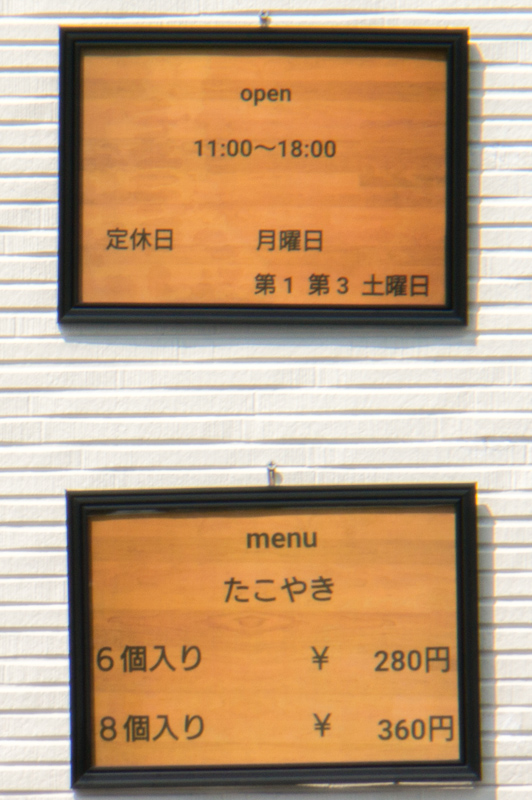 open
11:00〜18:00
定休日 月曜日
第1 第3 土曜日
menu
たこやき
6個入り ¥ 280円
8個入り ¥ 360円